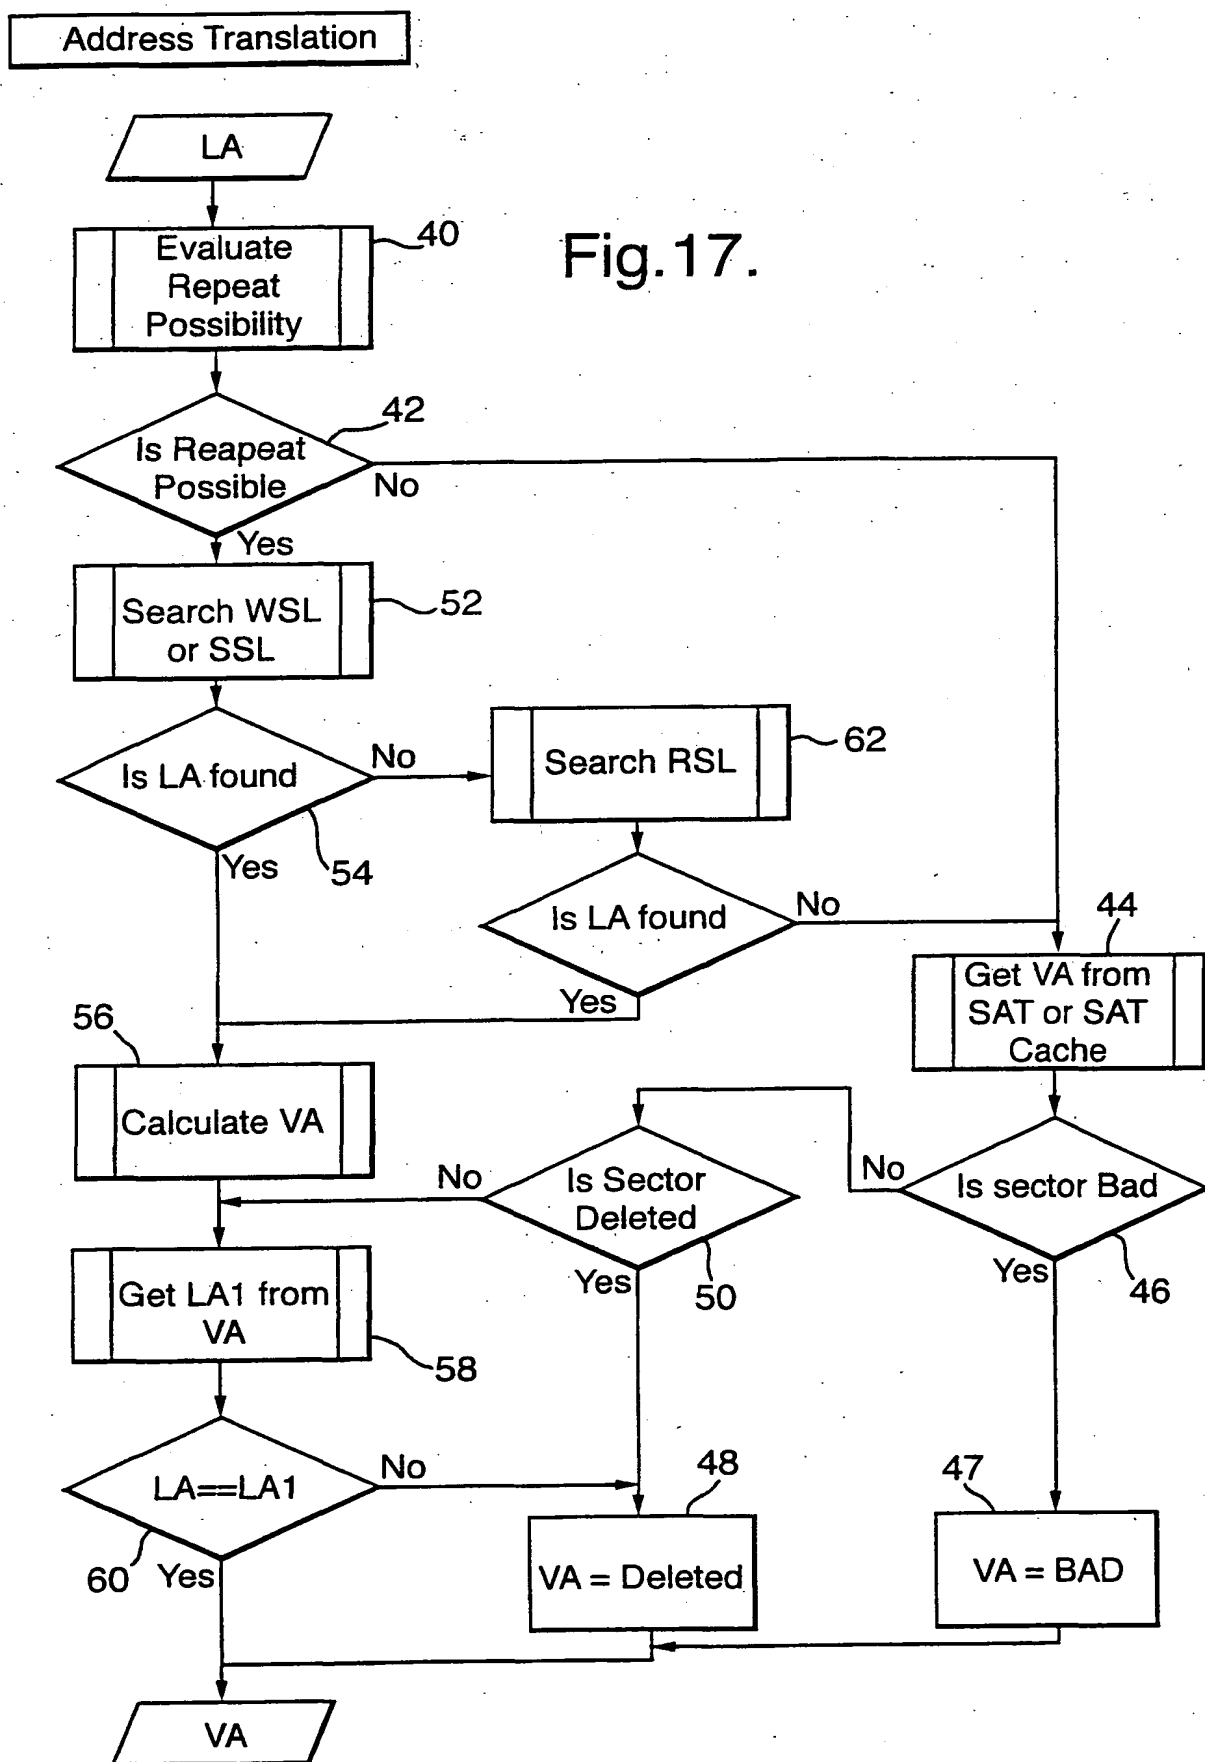 Address Translation
LA
Fig.17.
Evaluate
Repeat
Possibility
40
42
Is Reapeat
Possible
No
Yes
Search WSL
or SSL
52
Is LA found
No
Yes
54
Search RSL
62
Is LA found
No
Yes
44
Get VA from
SAT or SAT
Cache
56
Calculate VA
Is Sector
Deleted
No
Yes
50
Is sector Bad
No
Yes
46
Get LA1 from
VA
58
LA==LA1
No
60
Yes
48
VA = Deleted
47
VA = BAD
VA